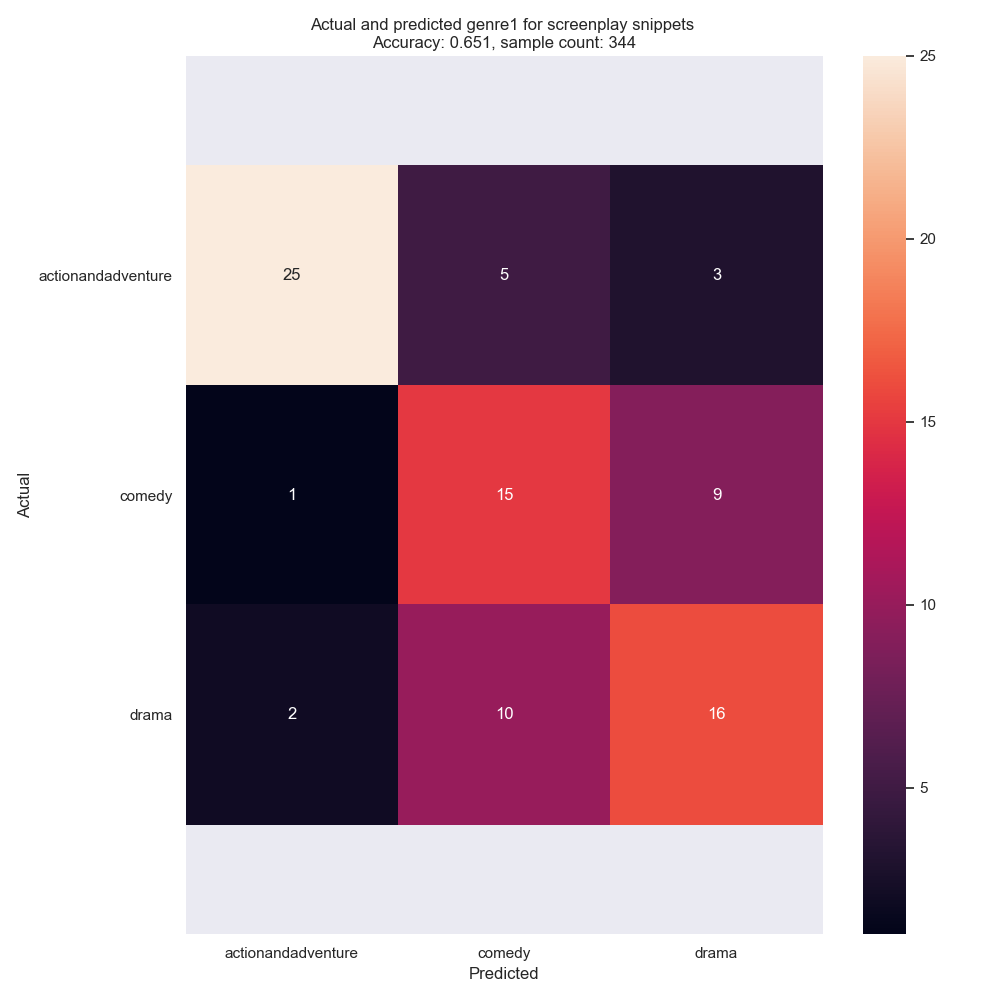 Actual and predicted genre1 for screenplay snippets
Accuracy: 0.651, sample count: 344
25
20
15
10
5
Actual
actionandadventure
25 5 3
comedy
1 15 9
drama
2 10 16
actionandadventure comedy drama
Predicted